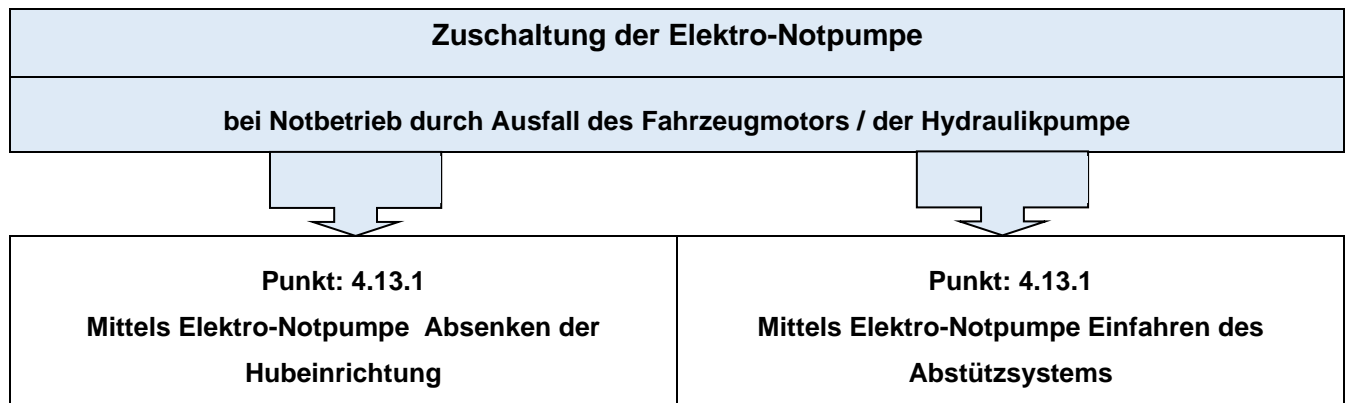 Zuschaltung der Elektro-Notpumpe
bei Notbetrieb durch Ausfall des Fahrzeugmotors / der Hydraulikpumpe
Punkt: 4.13.1
Mittels Elektro-Notpumpe  Absenken der
Hubeinrichtung
Punkt: 4.13.1
Mittels Elektro-Notpumpe Einfahren des
Abstützsystems